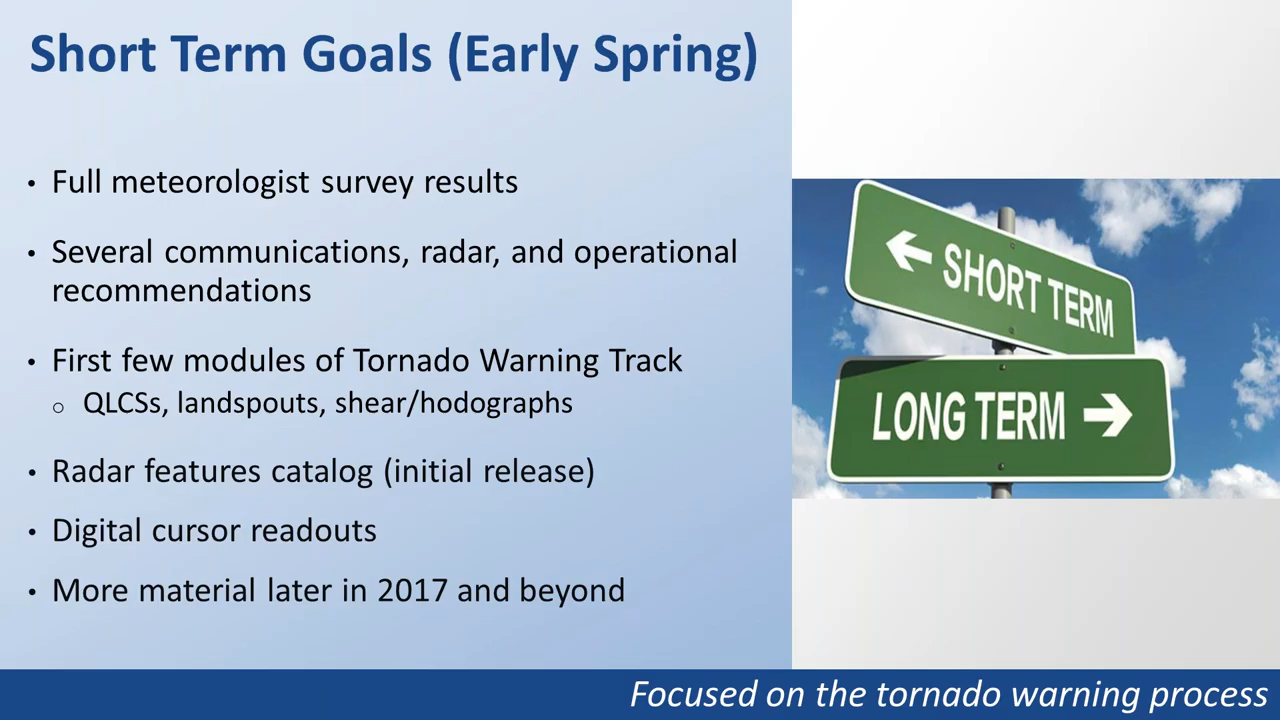 Short Term Goals (Early Spring)
• Full meteorologist survey results
• Several communications, radar, and operational
recommendations
• First few modules of Tornado Warning Track
○ QLCSs, landspouts, shear/hodographs
• Radar features catalog (initial release)
• Digital cursor readouts
• More material later in 2017 and beyond
← SHORT TERM
LONG TERM →
Focused on the tornado warning process